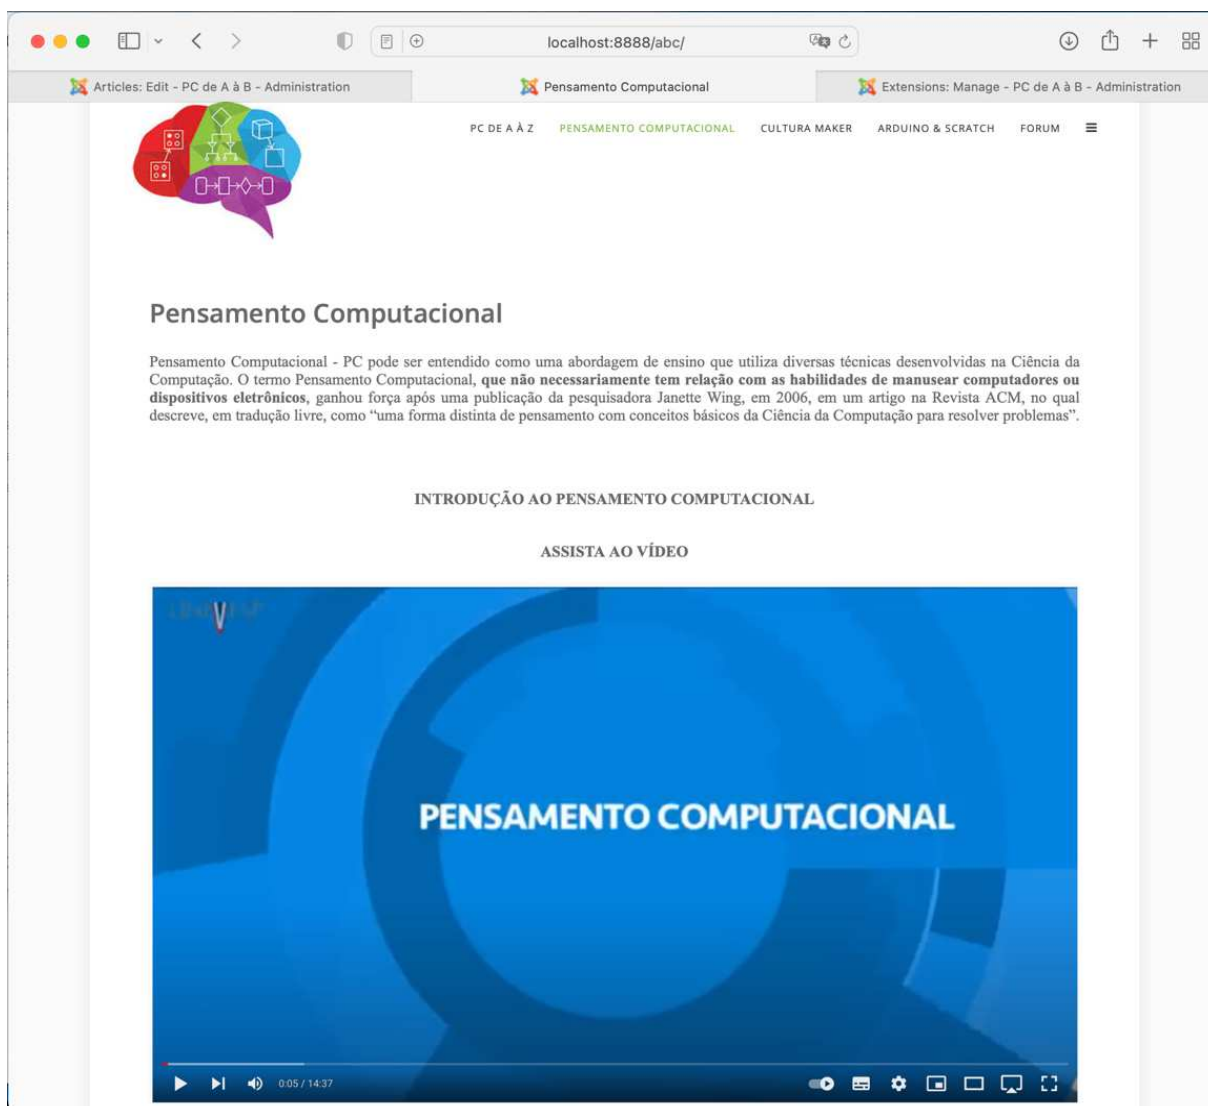 localhost:8888/abc/
Articles: Edit - PC de A à B - Administration
Pensamento Computacional
Extensions: Manage - PC de A à B - Administration
PC DE A À Z PENSAMENTO COMPUTACIONAL CULTURA MAKER ARDUINO & SCRATCH FORUM
Pensamento Computacional
Pensamento Computacional - PC pode ser entendido como uma abordagem de ensino que utiliza diversas técnicas desenvolvidas na Ciência da
Computação. O termo Pensamento Computacional, que não necessariamente tem relação com as habilidades de manusear computadores ou
dispositivos eletrônicos, ganhou força após uma publicação da pesquisadora Janette Wing, em 2006, em um artigo na Revista ACM, no qual
descreve, em tradução livre, como “uma forma distinta de pensamento com conceitos básicos da Ciência da Computação para resolver problemas”.
INTRODUÇÃO AO PENSAMENTO COMPUTACIONAL
ASSISTA AO VÍDEO
PENSAMENTO COMPUTACIONAL
0:05 / 14:37